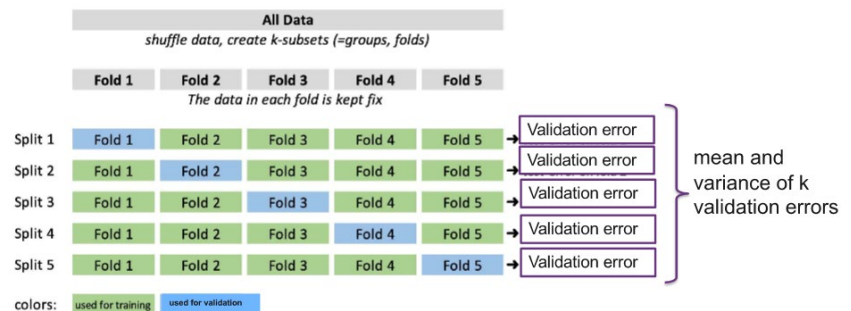 All Data
shuffle data, create k-subsets (=groups, folds)
Fold 1 Fold 2 Fold 3 Fold 4 Fold 5
The data in each fold is kept fix
Split 1 Fold 1 Fold 2 Fold 3 Fold 4 Fold 5 Validation error
Split 2 Fold 1 Fold 2 Fold 3 Fold 4 Fold 5 Validation error
Split 3 Fold 1 Fold 2 Fold 3 Fold 4 Fold 5 Validation error
Split 4 Fold 1 Fold 2 Fold 3 Fold 4 Fold 5 Validation error
Split 5 Fold 1 Fold 2 Fold 3 Fold 4 Fold 5 Validation error
mean and
variance of k
validation errors
colors: used for training used for validation